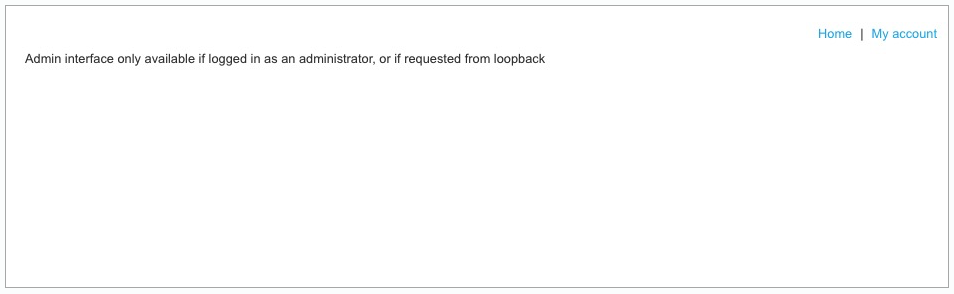 Home | My account
Admin interface only available if logged in as an administrator, or if requested from loopback